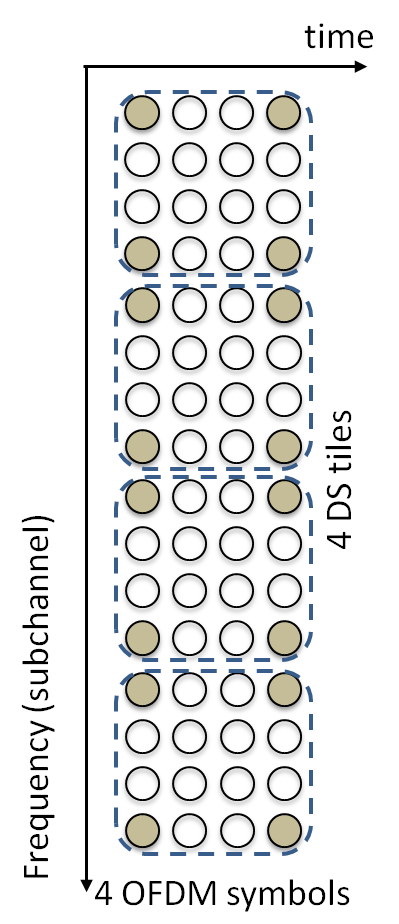 time
4 DS tiles
Frequency (subchannel)
4 OFDM symbols